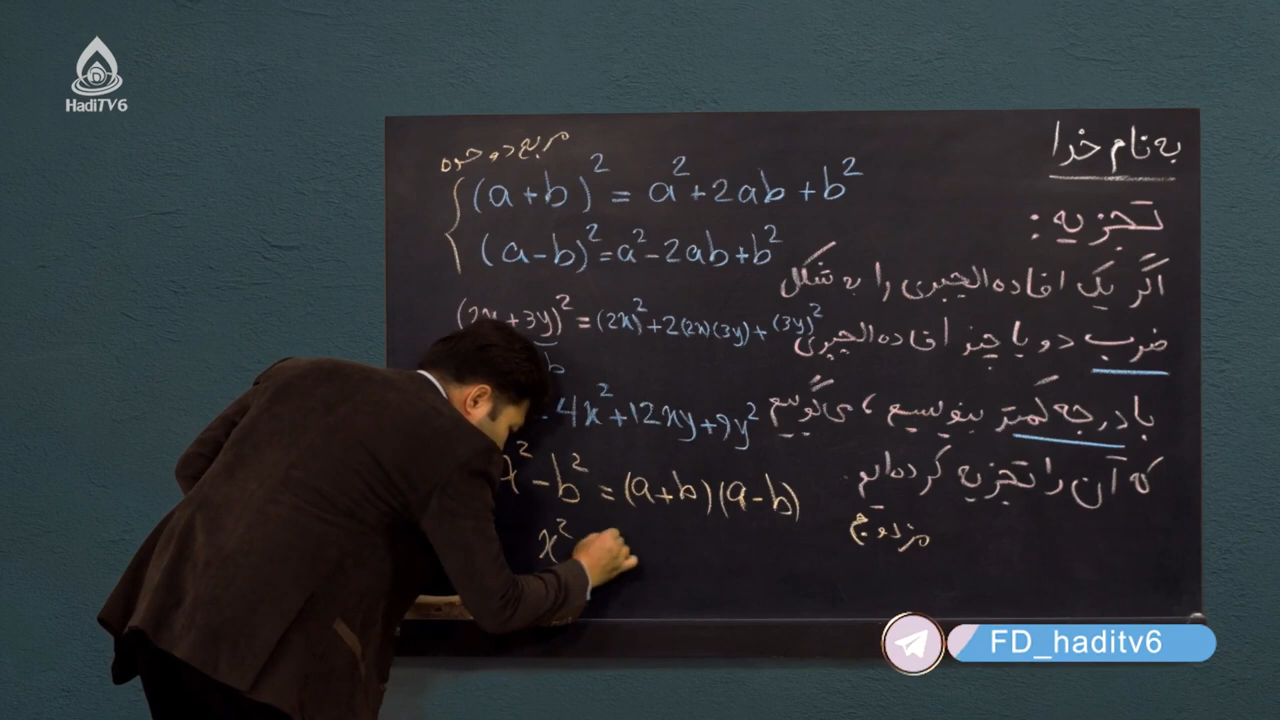 HadiTV6
به نام خدا
تجزیه :
اگر یک افاده الجبری را به شکل
ضرب دو یا چند افاده الجبری
با درجه کمتر بنویسیم ، می گوییم
که آن را تجزیه کرده ایم.
مزدوج
مربع دو جمله
(a+b)² = a²+2ab+b²
(a-b)²=a²-2ab+b²
(2x+3y)²=(2x)²+2(2x)(3y)+(3y)²
b
4x²+12xy+9y²
-b²=(a+b)(a-b)
x²
FD_haditv6